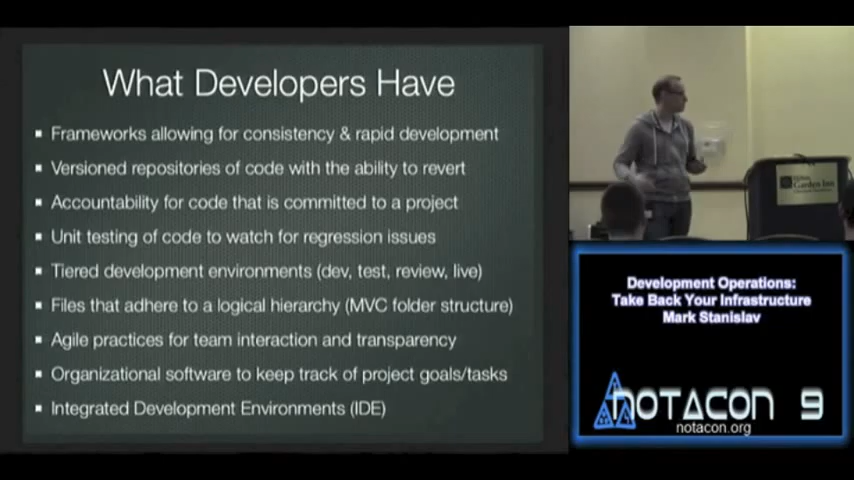 What Developers Have
Frameworks allowing for consistency & rapid development
Versioned repositories of code with the ability to revert
Accountability for code that is committed to a project
Unit testing of code to watch for regression issues
Tiered development environments (dev, test, review, live)
Files that adhere to a logical hierarchy (MVC folder structure)
Agile practices for team interaction and transparency
Organizational software to keep track of project goals/tasks
Integrated Development Environments (IDE)
Hilton
Garden Inn
Development Operations:
Take Back Your Infrastructure
Mark Stanislav
NOTACON 9
notacon.org